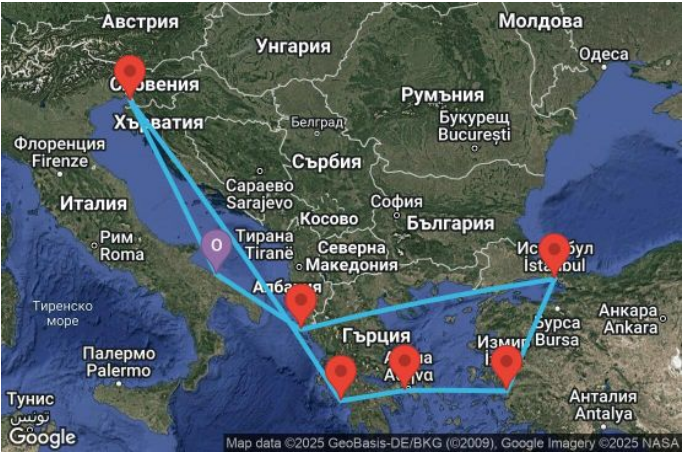 Австрия
Молдова
Унгария
Одеса
Словения
Румъния
Хърватия
Белград
Букурещ
București
Флоренция
Firenze
Сърбия
Сараево
Sarajevo
Италия
София
Косово
България
Рим
Roma
O
Тирана
Tiranë
Северна
Македония
İstanbul
Албания
Тиренско
море
Анкара
Ankara
Бурса
Bursa
Гърция
Измир
Палермо
Palermo
Тунис
تونس
Анталия
Antalya
Google
Map data ©2025 GeoBasis-DE/BKG (©2009), Google Imagery ©2025 NASA